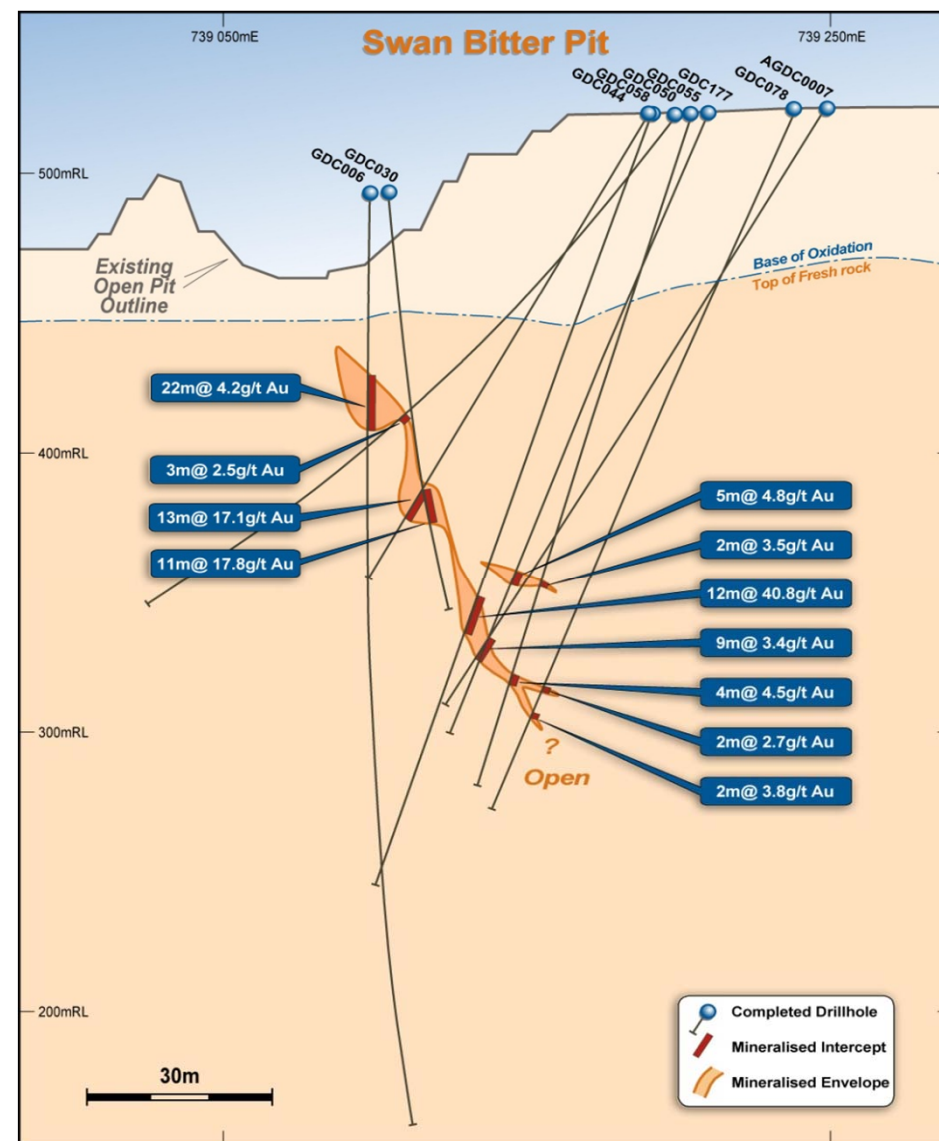 739 050mE
Swan Bitter Pit
739 250mE
GDC006
GDC030
GDC044
GDC058
GDC050
GDC055
GDC177
GDC078
AGDC0007
500mRL
Existing
Open Pit
Outline
Base of Oxidation
Top of Fresh rock
22m@ 4.2g/t Au
400mRL
3m@ 2.5g/t Au
13m@ 17.1g/t Au
11m@ 17.8g/t Au
5m@ 4.8g/t Au
2m@ 3.5g/t Au
12m@ 40.8g/t Au
9m@ 3.4g/t Au
4m@ 4.5g/t Au
2m@ 2.7g/t Au
2m@ 3.8g/t Au
300mRL
?
Open
200mRL
30m
Completed Drillhole
Mineralised Intercept
Mineralised Envelope